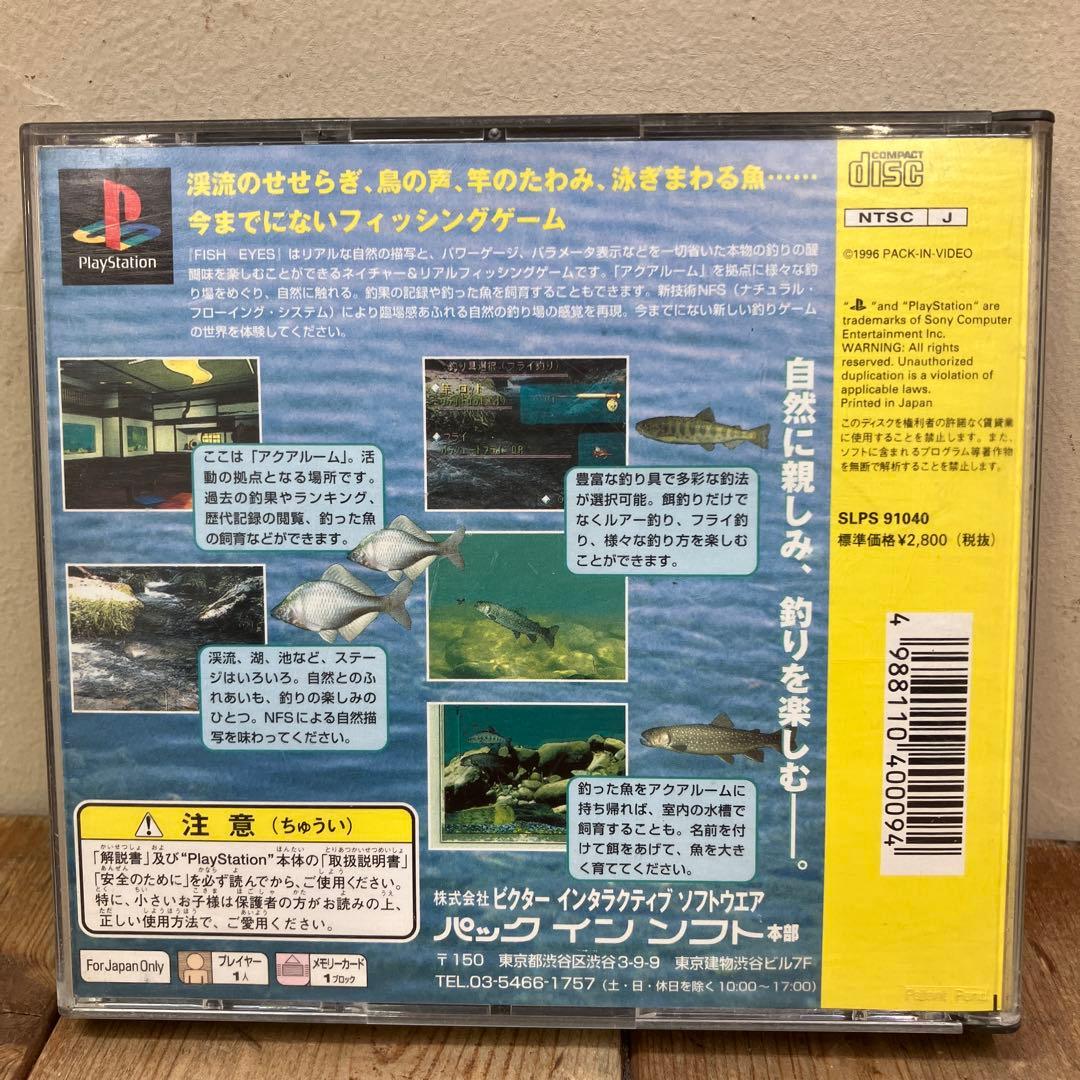 渓流のせせらぎ、鳥の声、竿のたわみ、泳ぎまわる魚……
今までにないフィッシングゲーム
PlayStation
「FISH EYES」はリアルな自然の描写と、パワーゲージ、パラメータ表示などを一切省いた本物の釣りの醍
醐味を楽しむことができるネイチャー&リアルフィッシングゲームです。「アクアルーム」を拠点に様々な釣
り場をめぐり、自然に触れる。釣果の記録や釣った魚を飼育することもできます。新技術NFS（ナチュラル・
フローイング・システム）により臨場感あふれる自然の釣り場の感覚を再現。今までにない新しい釣りゲーム
の世界を体験してください。
ここは「アクアルーム」。活
動の拠点となる場所です。
過去の釣果やランキング、
歴代記録の閲覧、釣った魚
の飼育などができます。
釣り具選択（フライ釣り）
竿・ロッド
フライ
豊富な釣り具で多彩な釣法
が選択可能。餌釣りだけで
なくルアー釣り、フライ釣
り、様々な釣り方を楽しむ
ことができます。
渓流、湖、池など、ステー
ジはいろいろ。自然とのふ
れあいも、釣りの楽しみの
ひとつ。NFSによる自然描
写を味わってください。
釣った魚をアクアルームに
持ち帰れば、室内の水槽で
飼育することも。名前を付
けて餌をあげて、魚を大き
く育ててください。
自然に親しみ、釣りを楽しむ——。
注意（ちゅうい）
「解説書」及び“PlayStation”本体の「取扱説明書」
「安全のために」を必ず読んでから、ご使用ください。
特に、小さいお子様は保護者の方がお読みの上、
正しい使用方法で、ご愛用ください。
For Japan Only
プレイヤー
1人
メモリーカード
1ブロック
株式会社 ビクター インタラクティブ ソフトウエア
パック イン ソフト本部
〒150 東京都渋谷区渋谷3-9-9 東京建物渋谷ビル7F
TEL.03-5466-1757（土・日・休日を除く10:00〜17:00）
COMPACT
disc
NTSC J
©1996 PACK-IN-VIDEO
“ ” and “PlayStation” are
trademarks of Sony Computer
Entertainment Inc.
WARNING: All rights
reserved. Unauthorized
duplication is a violation of
applicable laws.
Printed in Japan
このディスクを権利者の許諾なく賃貸業
に使用することを禁止します。また、
ソフトに含まれるプログラム等著作物
を無断で解析することを禁止します。
SLPS 91040
標準価格¥2,800（税抜）
4 988110 400094
Patent Pend